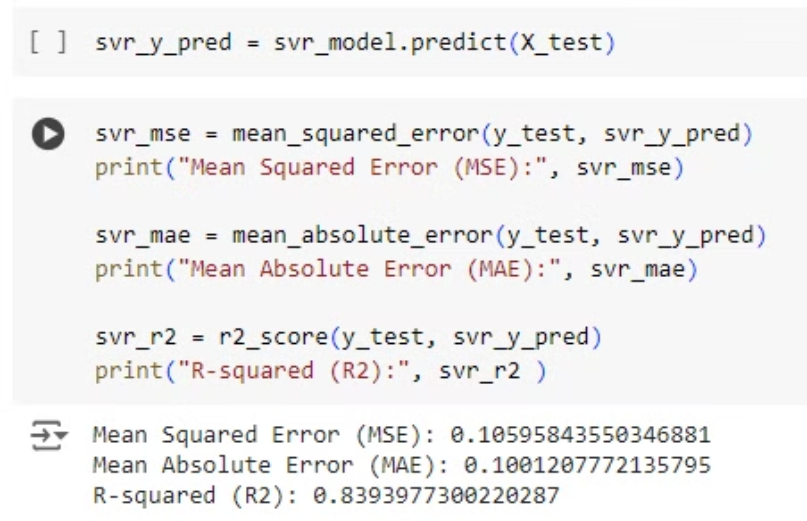 [ ] svr_y_pred = svr_model.predict(X_test)
svr_mse = mean_squared_error(y_test, svr_y_pred)
print("Mean Squared Error (MSE):", svr_mse)
svr_mae = mean_absolute_error(y_test, svr_y_pred)
print("Mean Absolute Error (MAE):", svr_mae)
svr_r2 = r2_score(y_test, svr_y_pred)
print("R-squared (R2):", svr_r2 )
Mean Squared Error (MSE): 0.10595843550346881
Mean Absolute Error (MAE): 0.1001207772135795
R-squared (R2): 0.8393977300220287